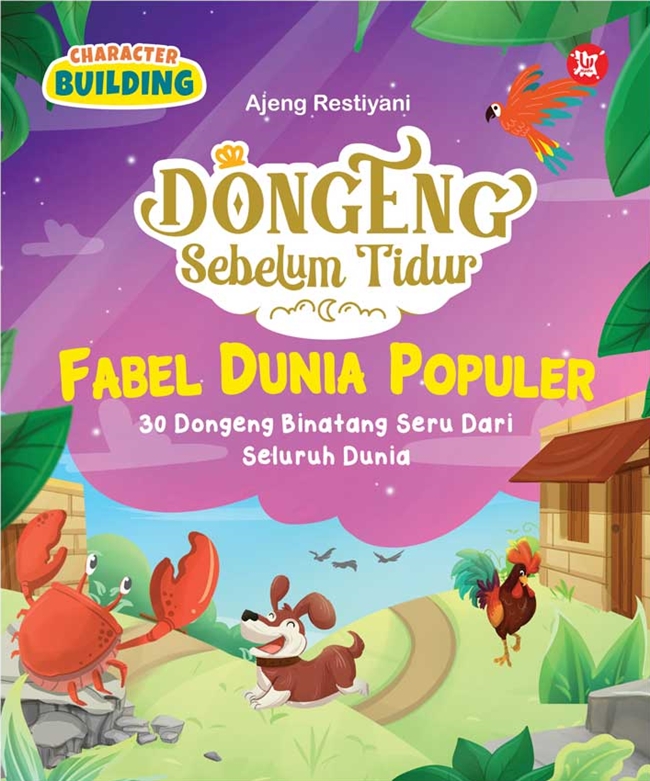 CHARACTER
BUILDING
Ajeng Restiyani
DONGENG
Sebelum Tidur
FABEL DUNIA POPULER
30 Dongeng Binatang Seru Dari
Seluruh Dunia